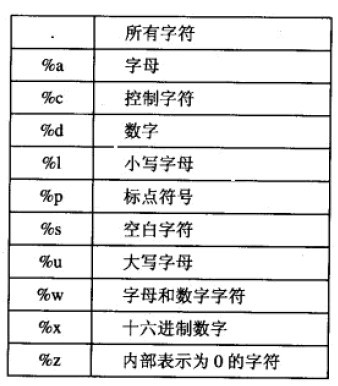 . 所有字符
%a 字母
%c 控制字符
%d 数字
%l 小写字母
%p 标点符号
%s 空白字符
%u 大写字母
%w 字母和数字字符
%x 十六进制数字
%z 内部表示为 0 的字符